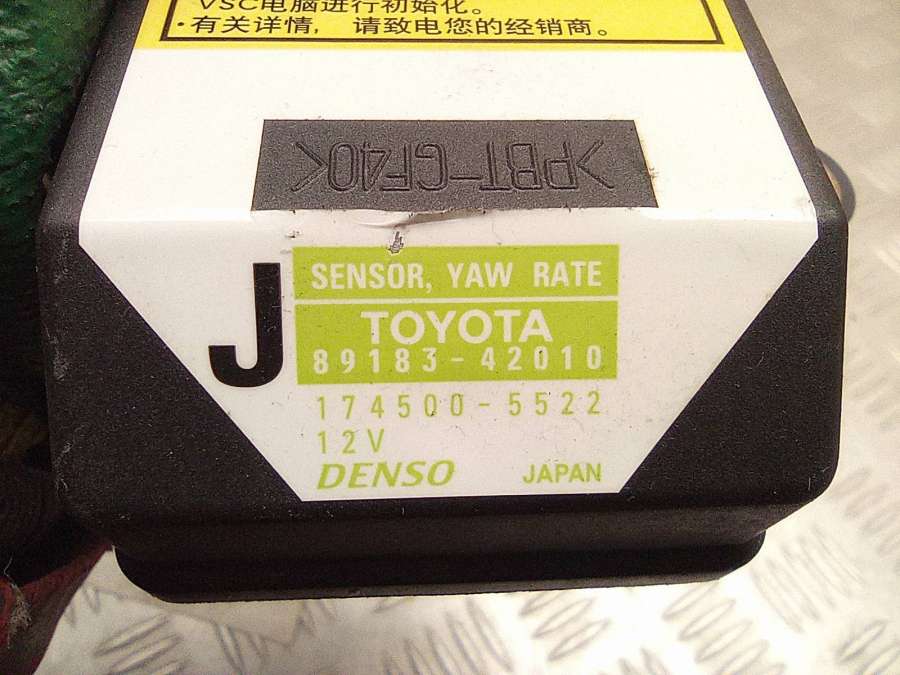 VSC电脑进行初始化。
·有关详情，请致电您的经销商。
>PBT-GF40<
J
SENSOR, YAW RATE
TOYOTA
89183-42010
174500-5522
12V
DENSO JAPAN